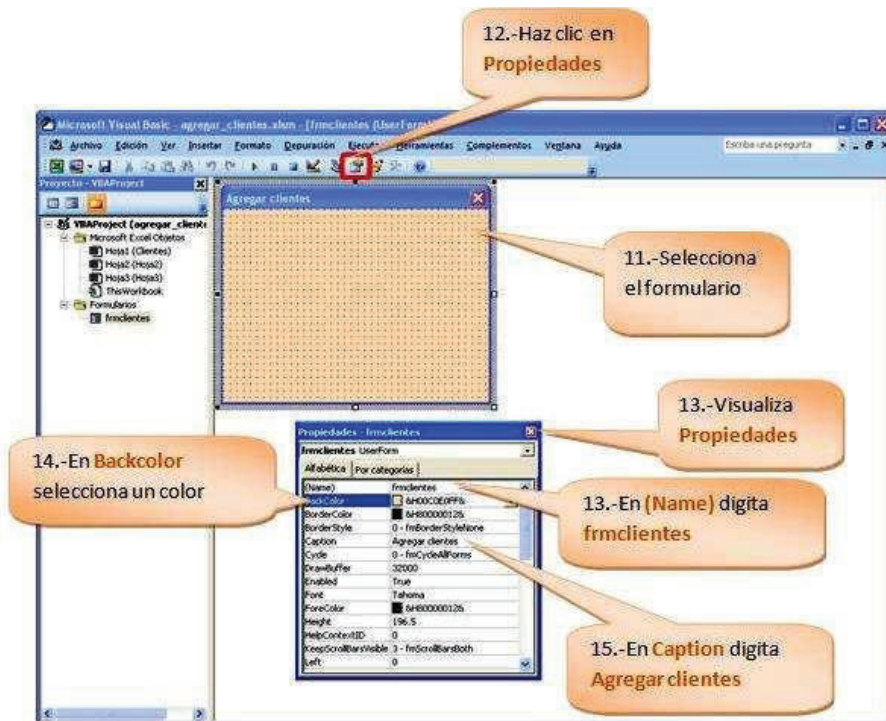 12.-Haz clic en
Propiedades
Microsoft Visual Basic - agregar_clientes.xlsm - [frmclientes (UserForm)]
Archivo Edición Ver Insertar Formato Depuración Ejecutar Herramientas Complementos Ventana Ayuda
Escriba una pregunta
Proyecto - VBAProject
VBAProject (agregar_cliente
Microsoft Excel Objetos
Hoja1 (Clientes)
Hoja2 (Hoja2)
Hoja3 (Hoja3)
ThisWorkbook
Formularios
frmclientes
Agregar clientes
11.-Selecciona
el formulario
13.-Visualiza
Propiedades
14.-En Backcolor
selecciona un color
Propiedades - frmclientes
frmclientes UserForm
Alfabética Por categorías
(Name) frmclientes
BackColor &H00C0E0FF&
BorderColor &H80000012&
BorderStyle 0 - fmBorderStyleNone
Caption Agregar clientes
Cycle 0 - fmCycleAllForms
DrawBuffer 32000
Enabled True
Font Tahoma
ForeColor &H80000012&
Height 196.5
HelpContextID 0
KeepScrollBarsVisible 3 - fmScrollBarsBoth
Left 0
13.-En (Name) digita
frmclientes
15.-En Caption digita
Agregar clientes